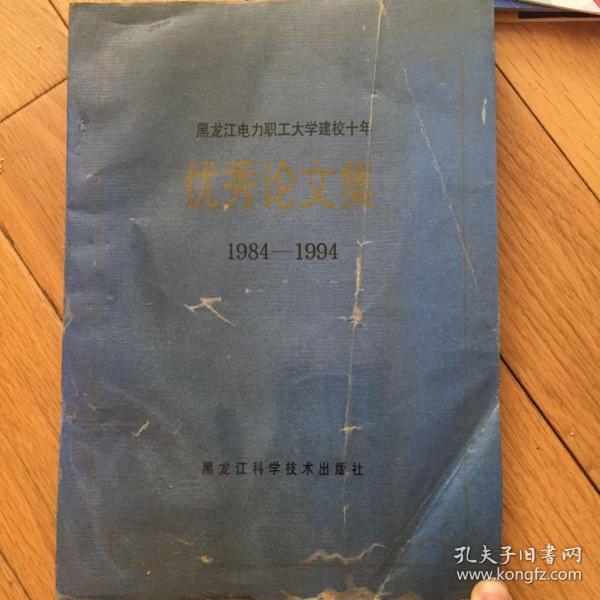 黑龙江电力职工大学建校十年
优秀论文集
1984—1994
黑龙江科学技术出版社
孔夫子旧書网
www.kongfz.com